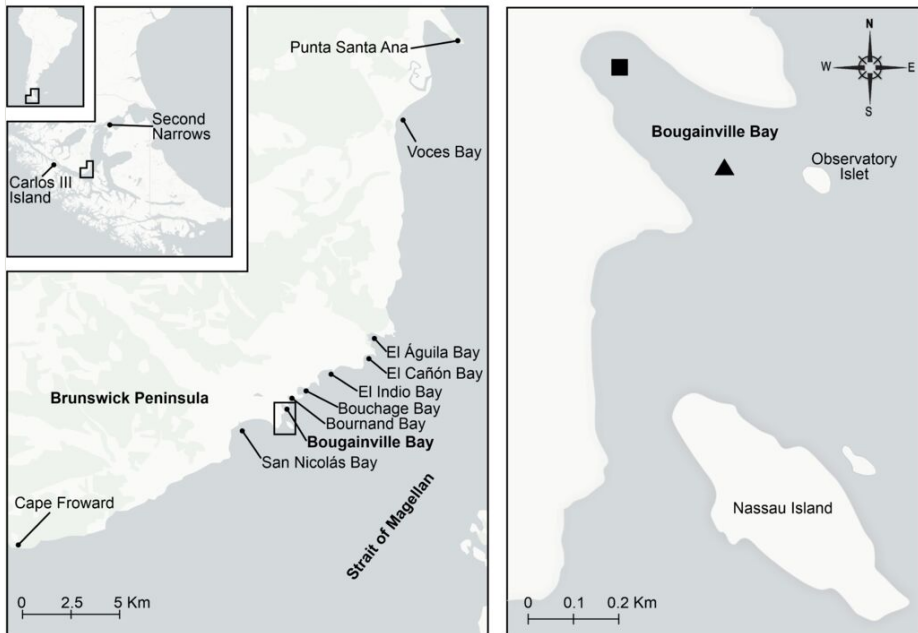 Punta Santa Ana
Second
Narrows
Voces Bay
Carlos III
Island
El Águila Bay
El Cañón Bay
El Indio Bay
Brunswick Peninsula
Bouchage Bay
Bournand Bay
Bougainville Bay
San Nicolás Bay
Cape Froward
Strait of Magellan
0 2.5 5 Km
N
W E
S
Bougainville Bay
Observatory
Islet
Nassau Island
0 0.1 0.2 Km